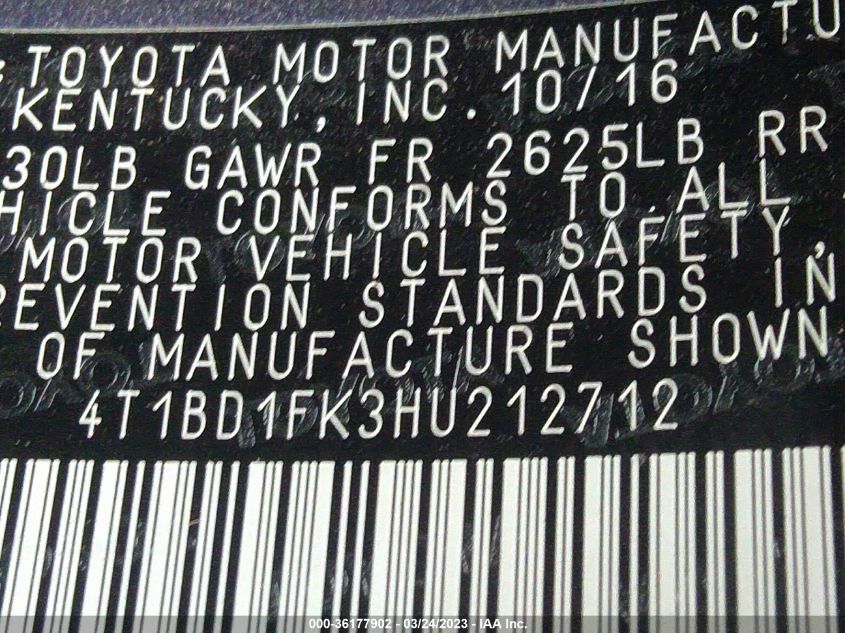 :TOYOTA MOTOR MANUFACTU
KENTUCKY, INC. 10/16
30LB GAWR FR 2625LB RR
HICLE CONFORMS TO ALL
MOTOR VEHICLE SAFETY,
REVENTION STANDARDS IN
OF MANUFACTURE SHOWN
4T1BD1FK3HU212712
000-36177902 - 03/24/2023 - IAA Inc.